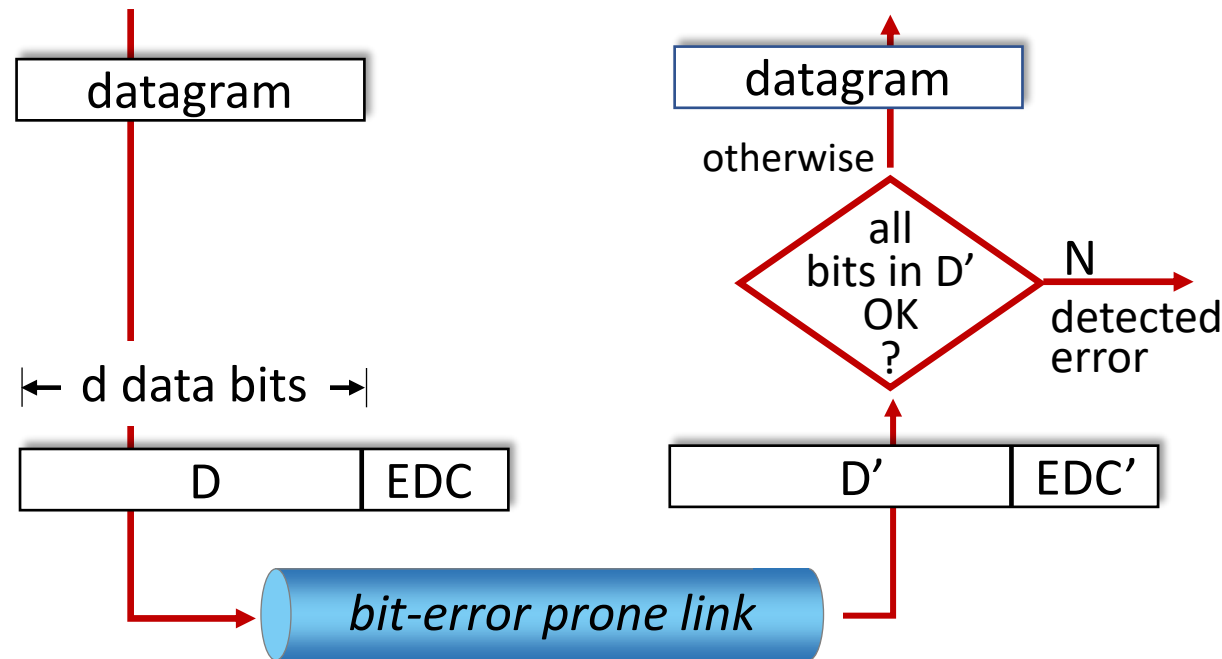 datagram
d data bits
D
EDC
bit-error prone link
D’
EDC’
all
bits in D’
OK
?
N
detected
error
otherwise
datagram